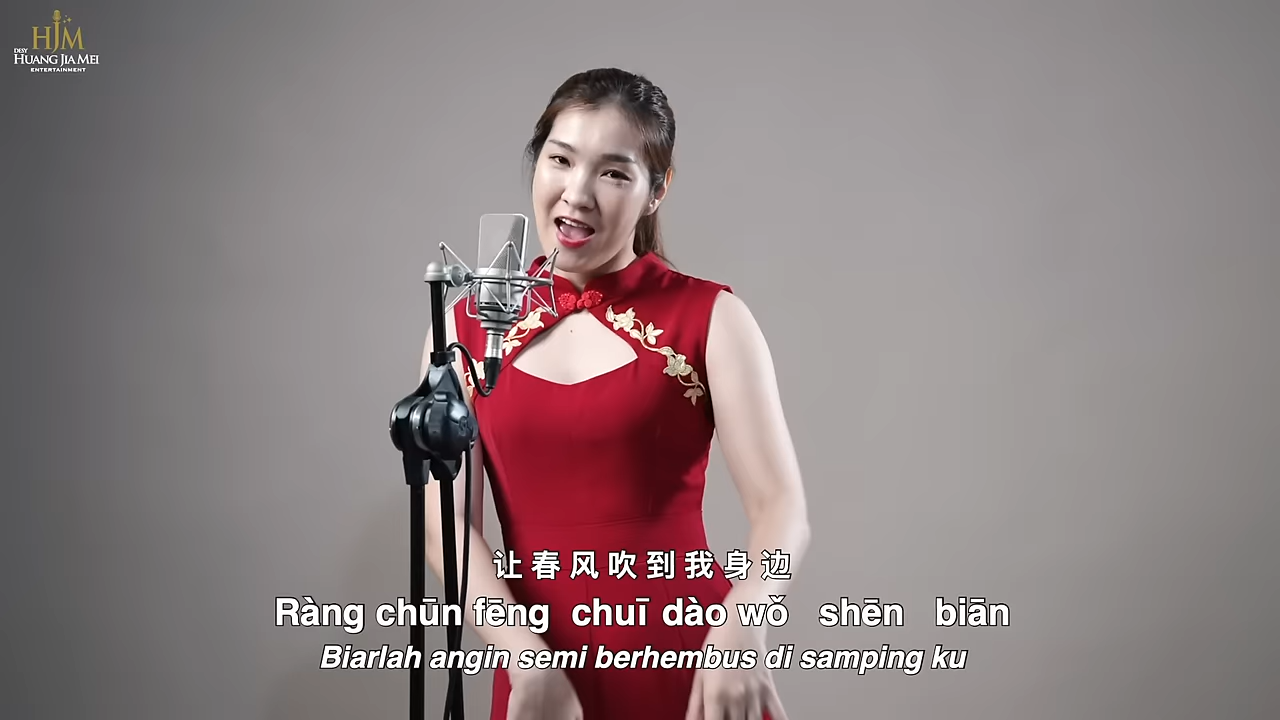 HJM
DESY
HUANG JIA MEI
ENTERTAINMENT
让春风吹到我身边
Ràng chūn fēng chuī dào wǒ shēn biān
Biarlah angin semi berhembus di samping ku